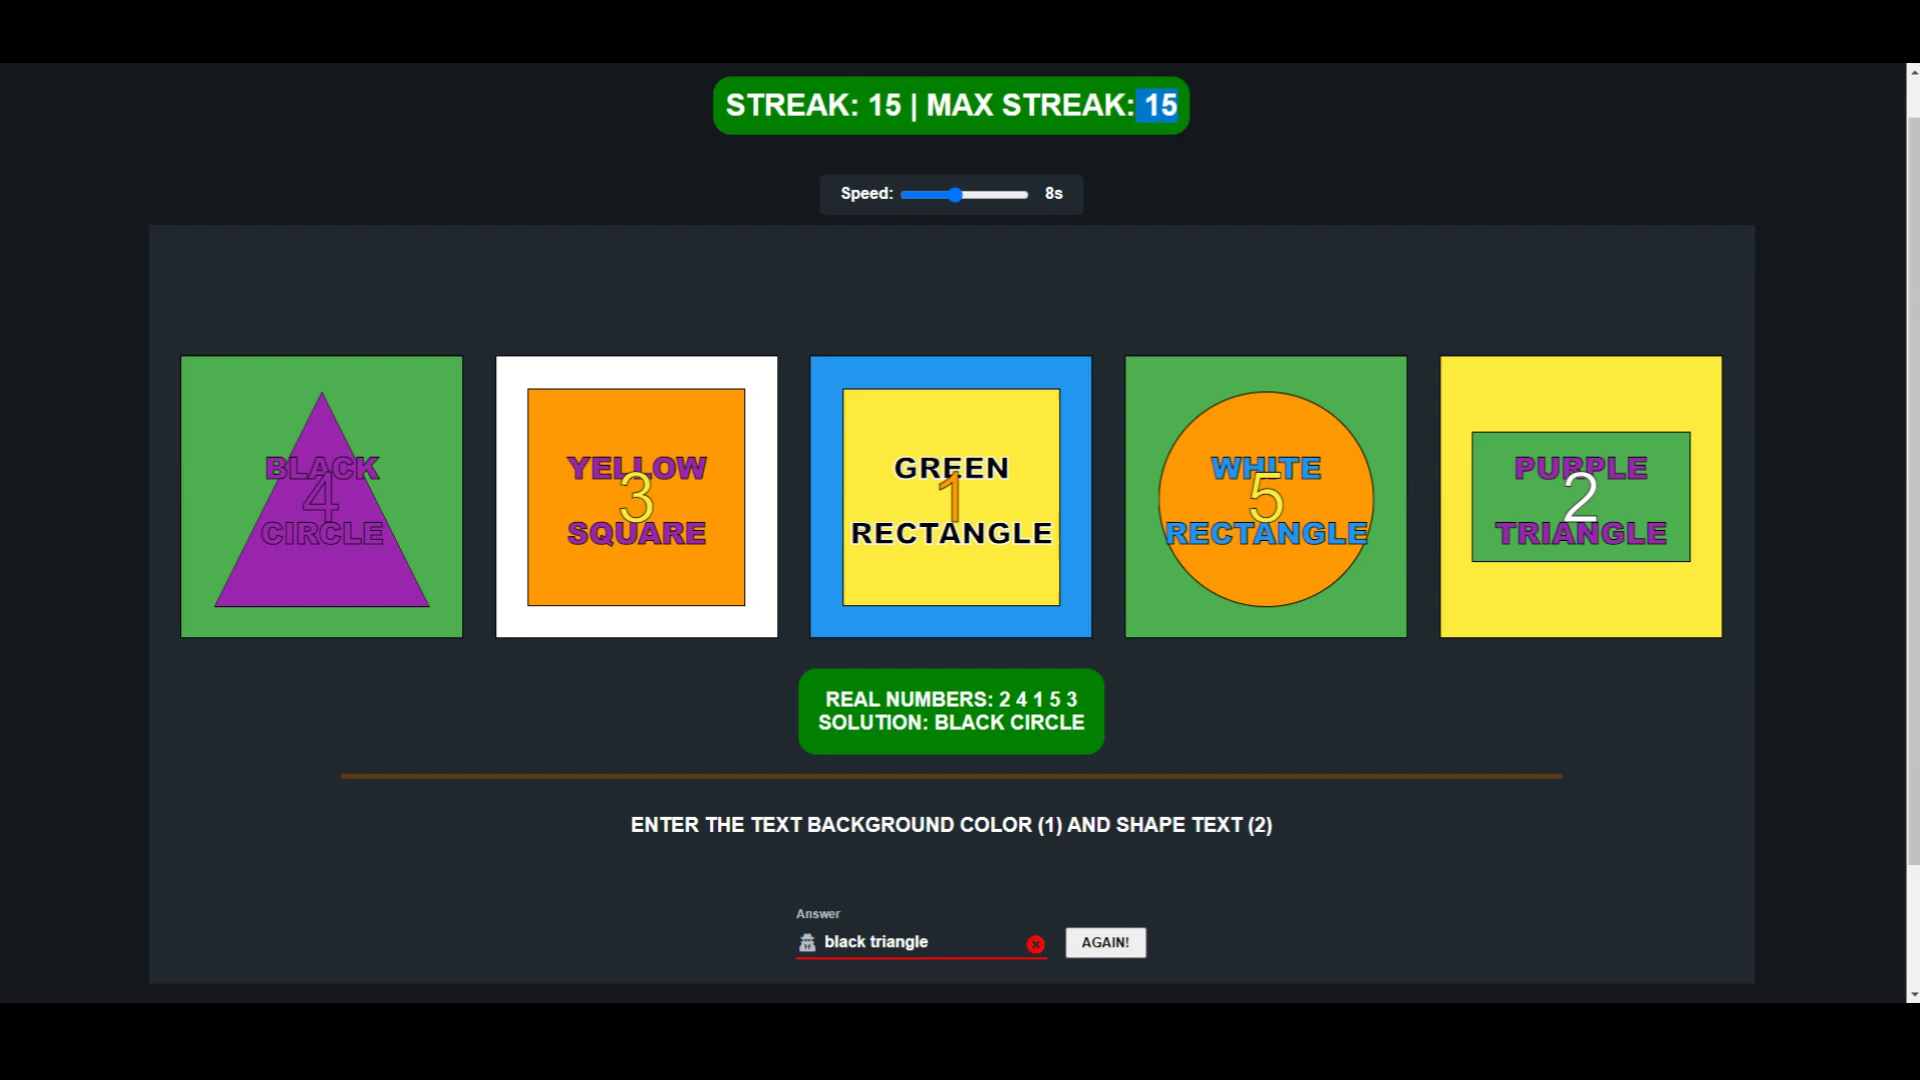 STREAK: 15 | MAX STREAK: 15
Speed: 8s
BLACK
4
CIRCLE
YELLOW
3
SQUARE
GREEN
1
RECTANGLE
WHITE
5
RECTANGLE
PURPLE
2
TRIANGLE
REAL NUMBERS: 2 4 1 5 3
SOLUTION: BLACK CIRCLE
ENTER THE TEXT BACKGROUND COLOR (1) AND SHAPE TEXT (2)
Answer
black triangle
AGAIN!